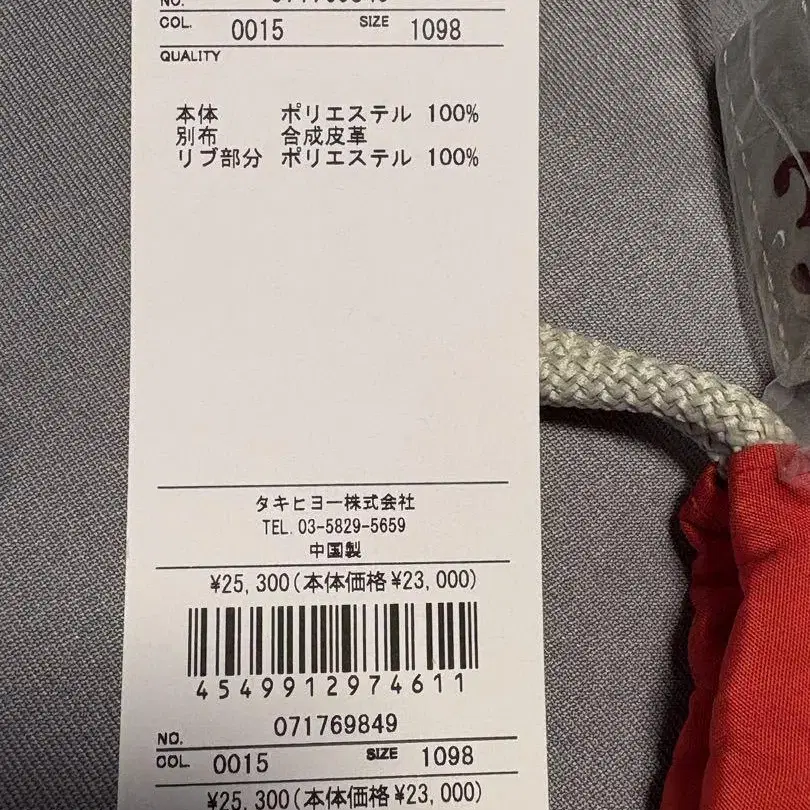 NO. 071769849
COL. 0015 SIZE 1098
QUALITY
本体 ポリエステル 100%
別布 合成皮革
リブ部分 ポリエステル 100%
タキヒヨー株式会社
TEL. 03-5829-5659
中国製
¥25,300(本体価格¥23,000)
4549912974611
NO. 071769849
COL. 0015 SIZE 1098
¥25,300(本体価格¥23,000)